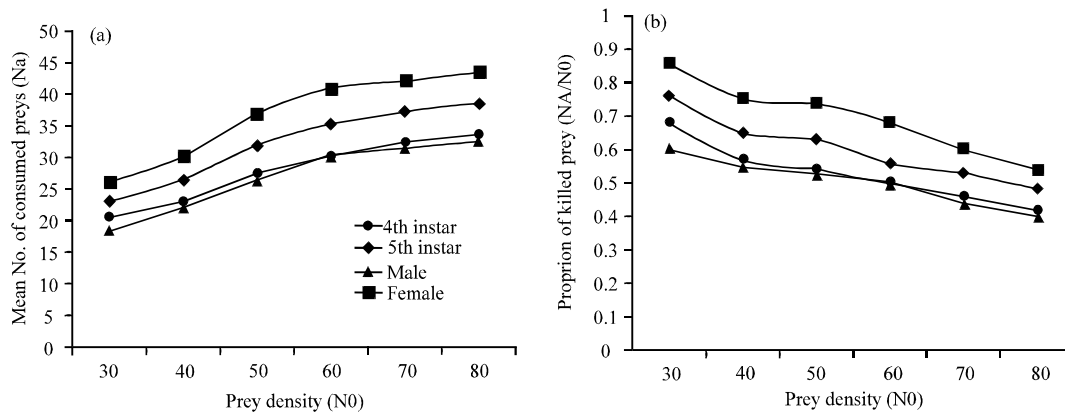 (a)
Mean No. of consumed preys (Na)
50
45
40
35
30
25
20
15
10
5
0
30 40 50 60 70 80
Prey density (N0)
4th instar
5th instar
Male
Female
(b)
Proprion of killed prey (NA/N0)
1
0.9
0.8
0.7
0.6
0.5
0.4
0.3
0.2
0.1
0
30 40 50 60 70 80
Prey density (N0)